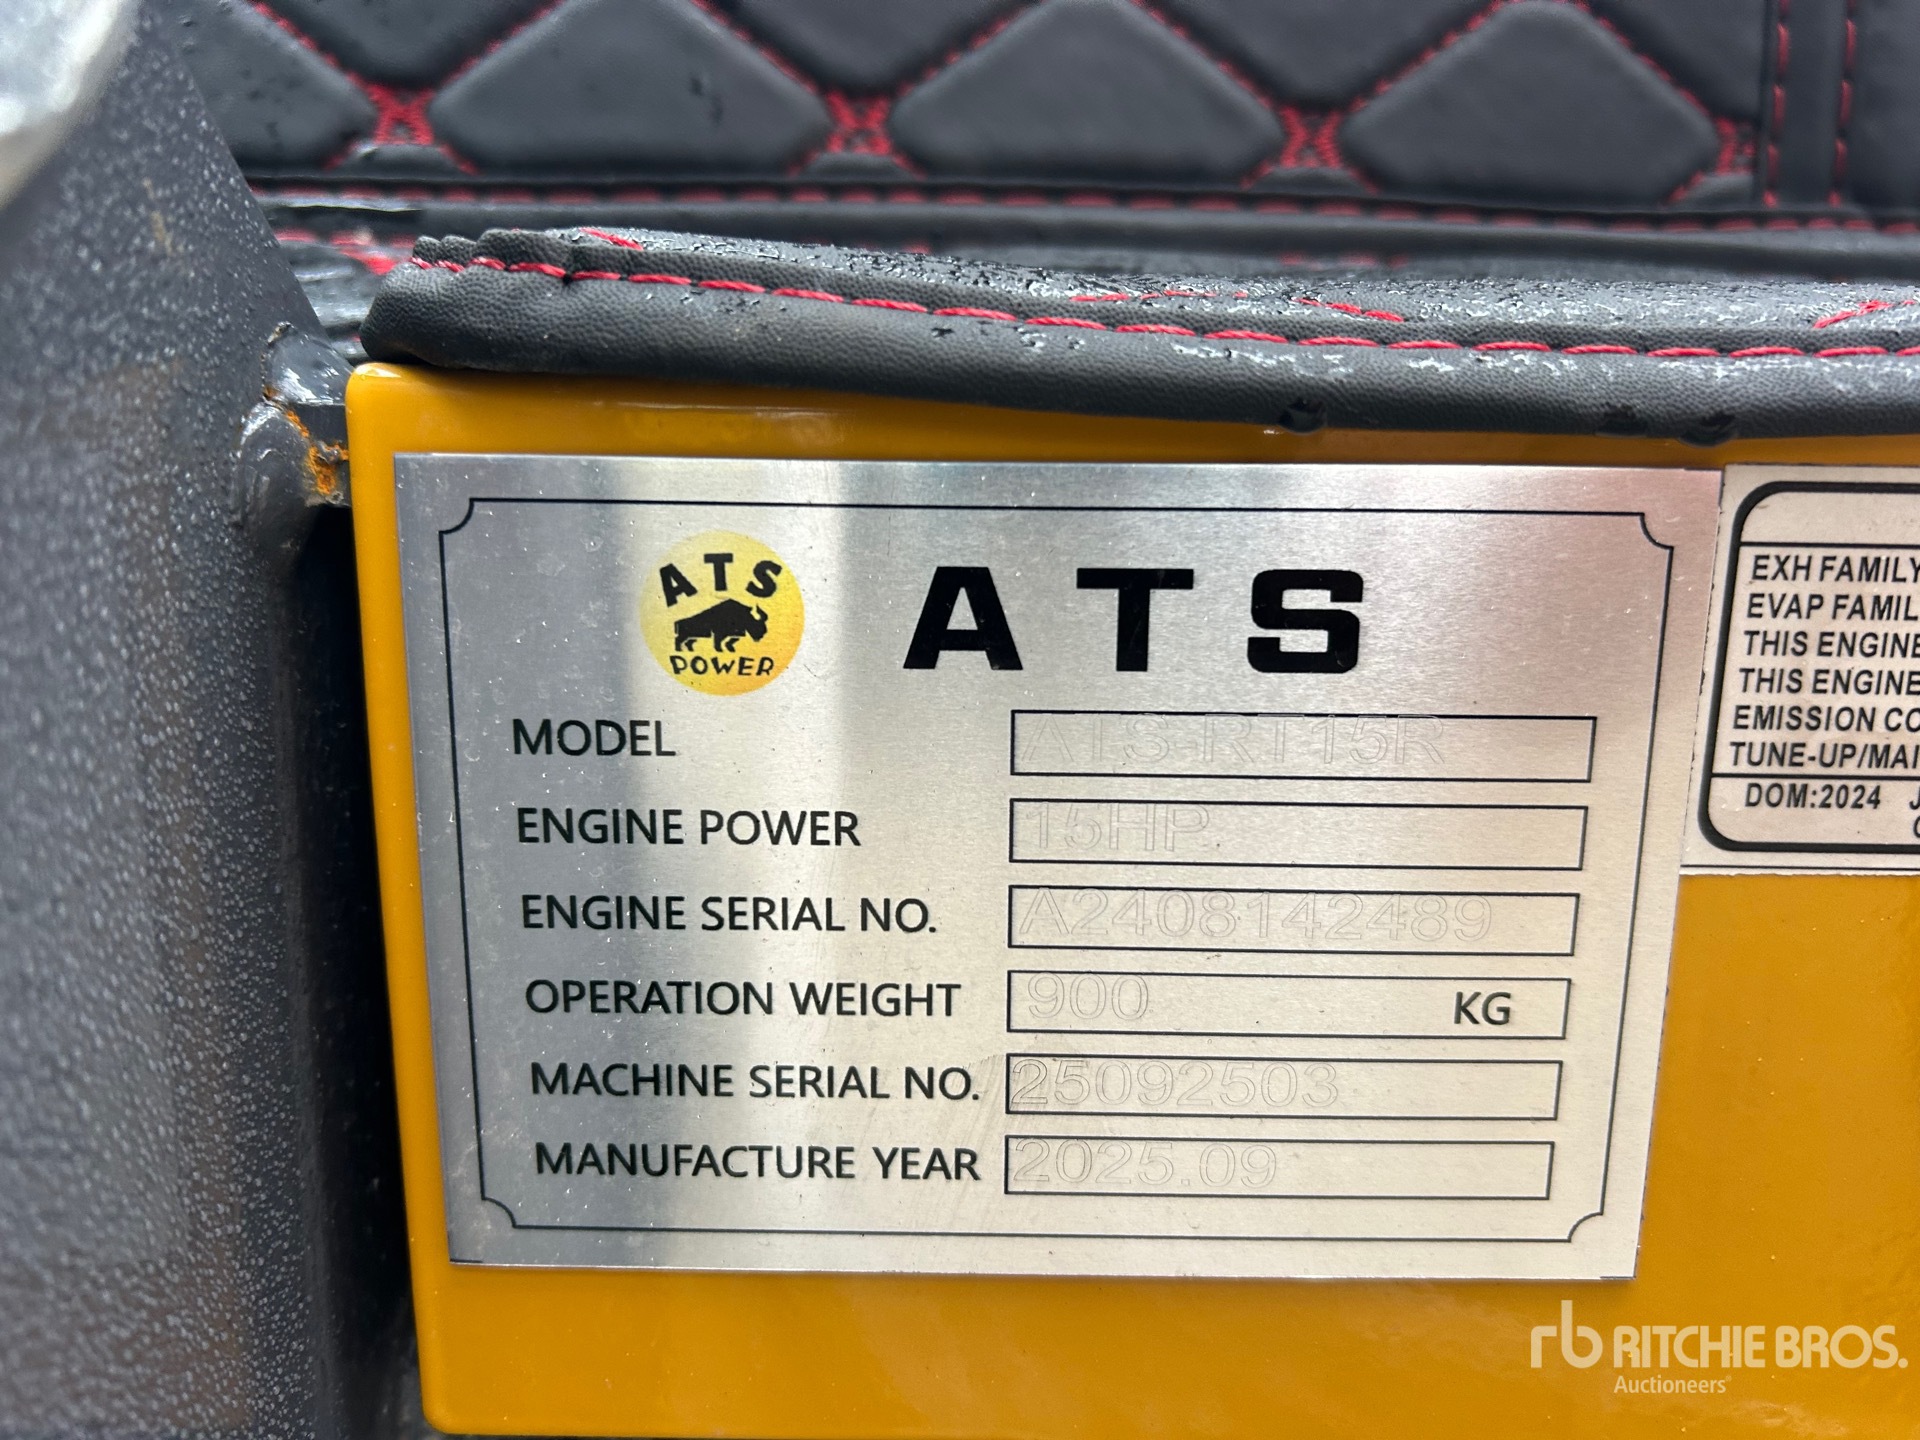 ATS
POWER
ATS
MODEL ATS-RT15R
ENGINE POWER 15HP
ENGINE SERIAL NO. A2408142489
OPERATION WEIGHT 900 KG
MACHINE SERIAL NO. 25092503
MANUFACTURE YEAR 2025.09
EXH FAMILY
EVAP FAMIL
THIS ENGINE
THIS ENGINE
EMISSION CO
TUNE-UP/MAI
DOM:2024
rb RITCHIE BROS.
Auctioneers